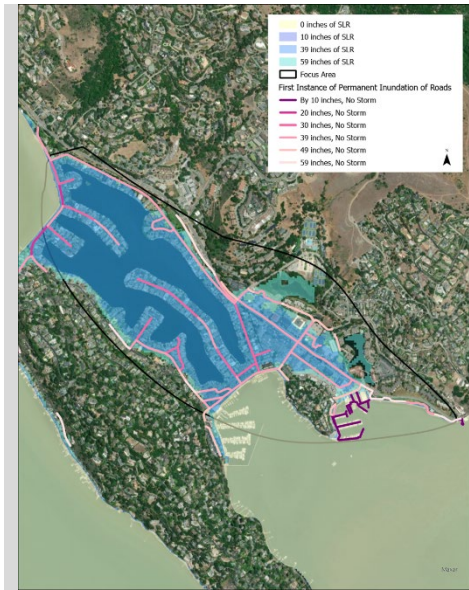 0 inches of SLR
10 inches of SLR
39 inches of SLR
59 inches of SLR
Focus Area
First Instance of Permanent Inundation of Roads
By 10 inches, No Storm
20 inches, No Storm
30 inches, No Storm
39 inches, No Storm
49 inches, No Storm
59 inches, No Storm
N
Maxar